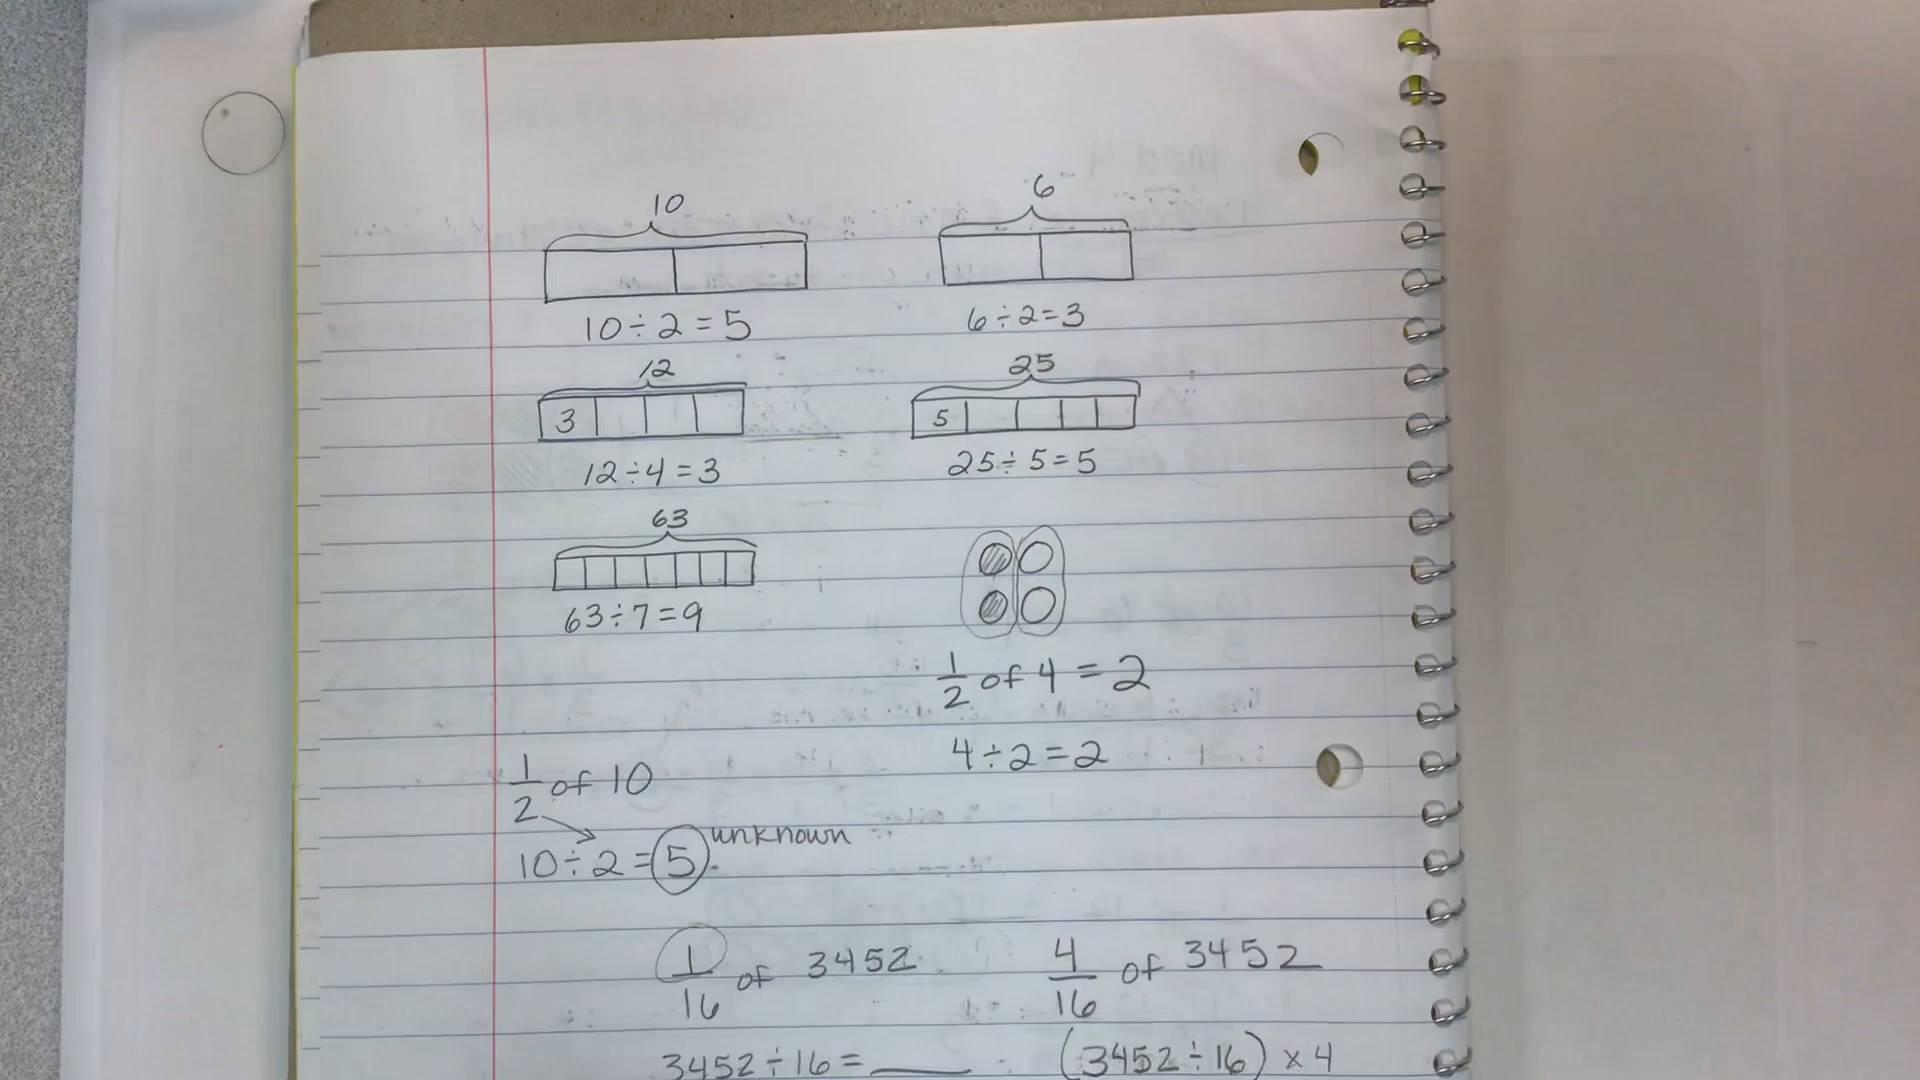 10
6
10 ÷ 2 = 5
6 ÷ 2 = 3
12
25
3
5
12 ÷ 4 = 3
25 ÷ 5 = 5
63
63 ÷ 7 = 9
1/2 of 4 = 2
4 ÷ 2 = 2
1/2 of 10
10 ÷ 2 = 5 unknown
1/16 of 3452
4/16 of 3452
3452 ÷ 16 = ____
(3452 ÷ 16) x 4